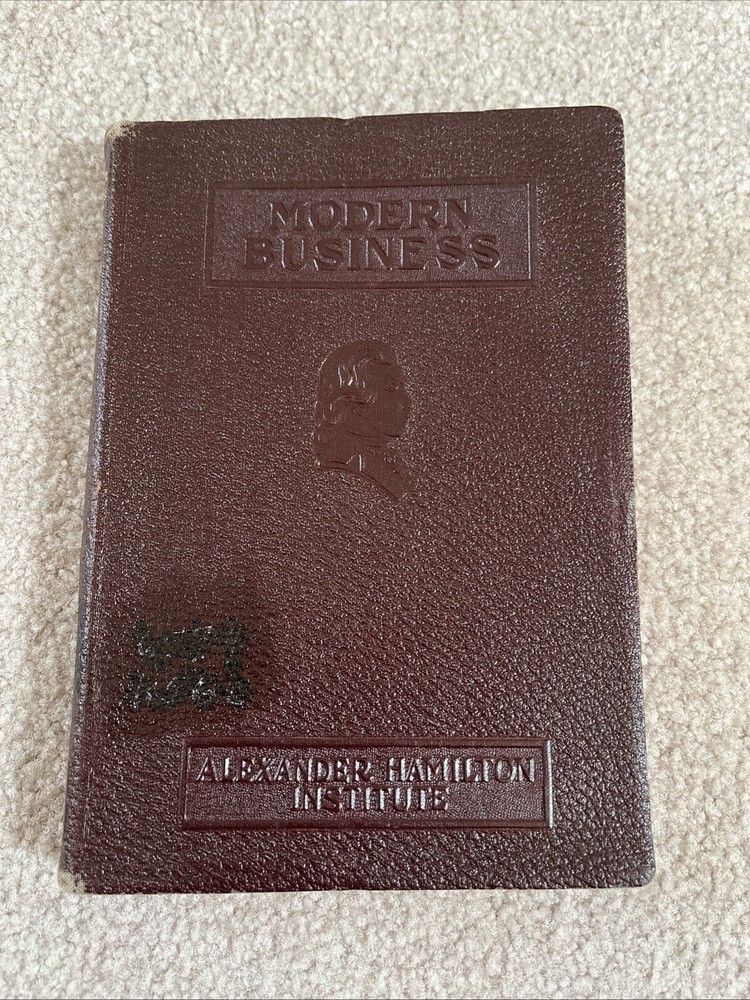 MODERN
BUSINESS
ALEXANDER HAMILTON
INSTITUTE